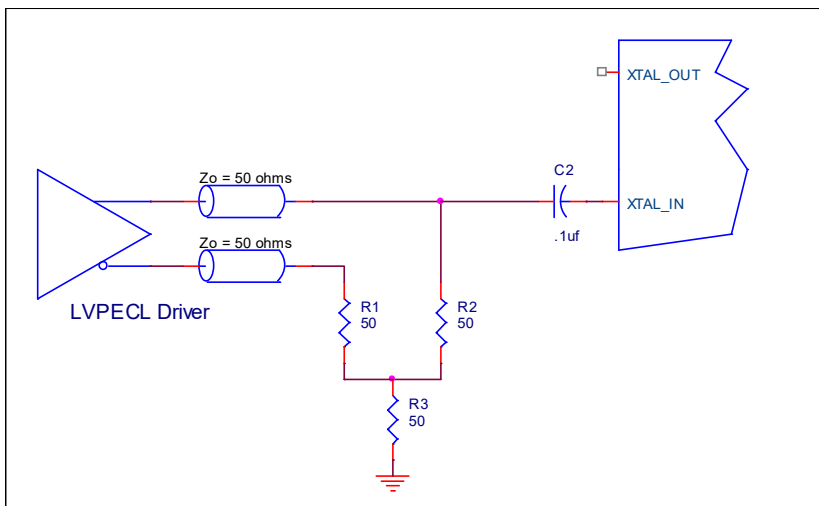 XTAL_OUT
Zo = 50 ohms
C2
XTAL_IN
.1uf
Zo = 50 ohms
LVPECL Driver
R1
50
R2
50
R3
50